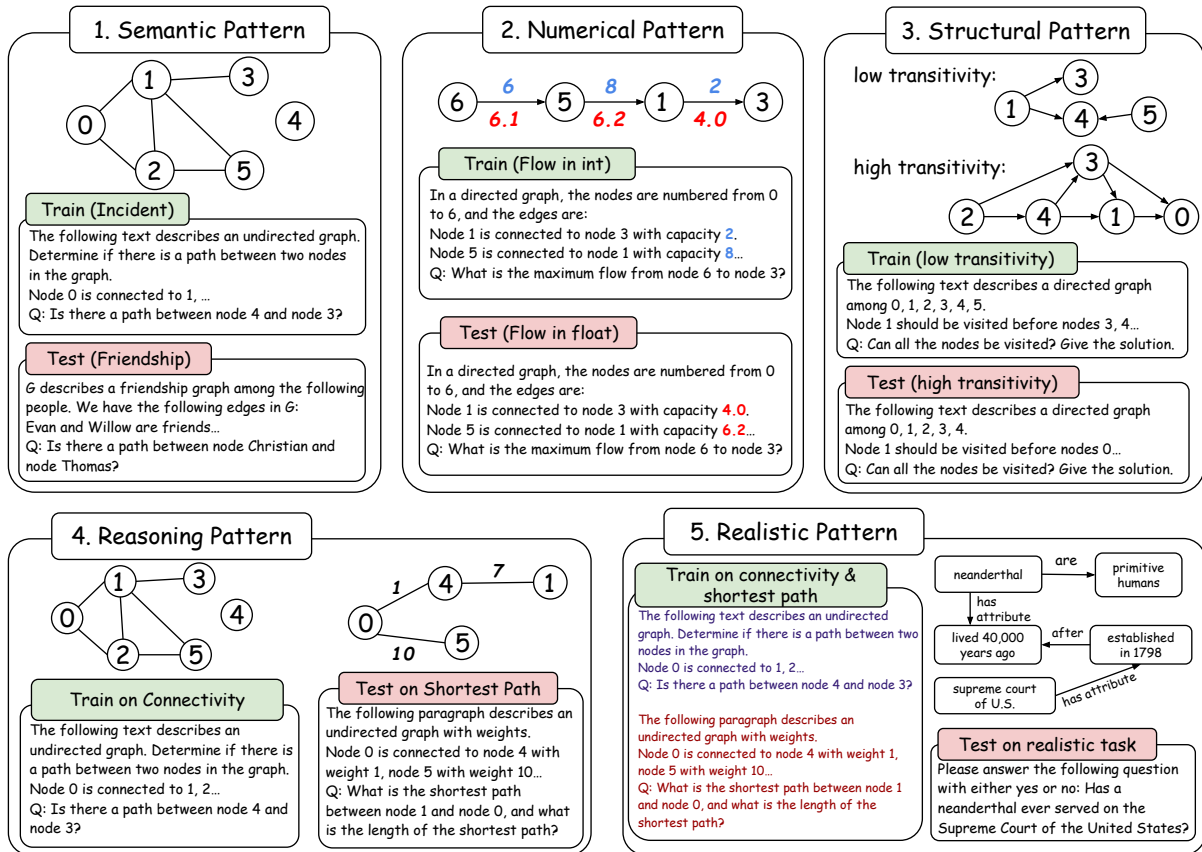 1. Semantic Pattern
1
3
0
4
2
5
Train (Incident)
The following text describes an undirected graph.
Determine if there is a path between two nodes
in the graph.
Node 0 is connected to 1, …
Q: Is there a path between node 4 and node 3?
Test (Friendship)
G describes a friendship graph among the following
people. We have the following edges in G:
Evan and Willow are friends…
Q: Is there a path between node Christian and
node Thomas?
2. Numerical Pattern
6 8 2
6 5 1 3
6.1 6.2 4.0
Train (Flow in int)
In a directed graph, the nodes are numbered from 0
to 6, and the edges are:
Node 1 is connected to node 3 with capacity 2.
Node 5 is connected to node 1 with capacity 8…
Q: What is the maximum flow from node 6 to node 3?
Test (Flow in float)
In a directed graph, the nodes are numbered from 0
to 6, and the edges are:
Node 1 is connected to node 3 with capacity 4.0.
Node 5 is connected to node 1 with capacity 6.2…
Q: What is the maximum flow from node 6 to node 3?
3. Structural Pattern
low transitivity:
3
1
4
5
high transitivity:
3
2 4 1 0
Train (low transitivity)
The following text describes a directed graph
among 0, 1, 2, 3, 4, 5.
Node 1 should be visited before nodes 3, 4…
Q: Can all the nodes be visited? Give the solution.
Test (high transitivity)
The following text describes a directed graph
among 0, 1, 2, 3, 4.
Node 1 should be visited before nodes 0…
Q: Can all the nodes be visited? Give the solution.
4. Reasoning Pattern
1
3
0
4
2
5
Train on Connectivity
The following text describes an
undirected graph. Determine if there is
a path between two nodes in the graph.
Node 0 is connected to 1, 2…
Q: Is there a path between node 4 and
node 3?
1
4
7
1
0
5
10
Test on Shortest Path
The following paragraph describes an
undirected graph with weights.
Node 0 is connected to node 4 with
weight 1, node 5 with weight 10…
Q: What is the shortest path
between node 1 and node 0, and what
is the length of the shortest path?
5. Realistic Pattern
Train on connectivity &
shortest path
The following text describes an undirected
graph. Determine if there is a path between two
nodes in the graph.
Node 0 is connected to 1, 2…
Q: Is there a path between node 4 and node 3?
The following paragraph describes an
undirected graph with weights.
Node 0 is connected to node 4 with weight 1,
node 5 with weight 10…
Q: What is the shortest path between node 1
and node 0, and what is the length of the
shortest path?
neanderthal
are
primitive
humans
has
attribute
lived 40,000
years ago
after
established
in 1798
supreme court
of U.S.
has attribute
Test on realistic task
Please answer the following question
with either yes or no: Has a
neanderthal ever served on the
Supreme Court of the United States?